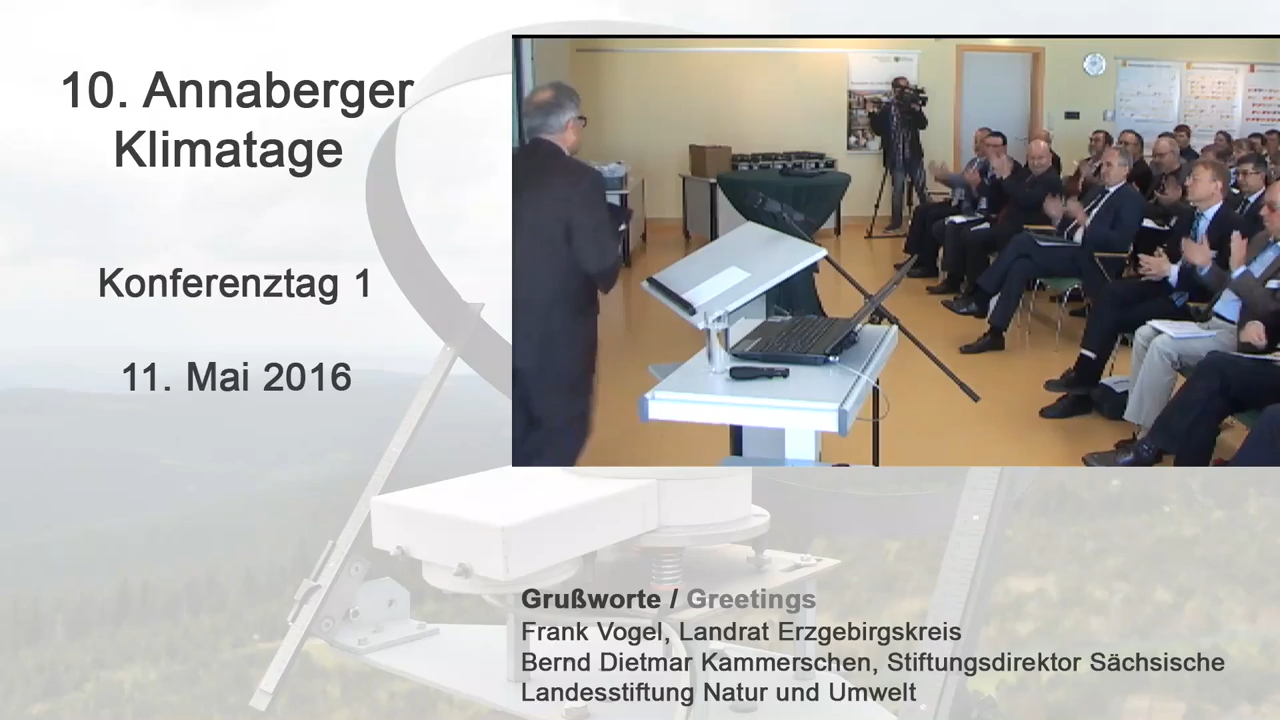 10. Annaberger
Klimatage
Konferenztag 1
11. Mai 2016
Grußworte / Greetings
Frank Vogel, Landrat Erzgebirgskreis
Bernd Dietmar Kammerschen, Stiftungsdirektor Sächsische
Landesstiftung Natur und Umwelt